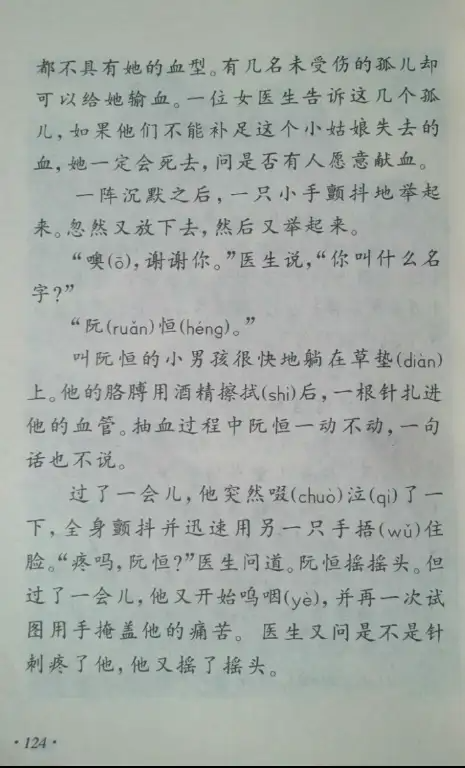 都不具有她的血型。有几名未受伤的孤儿却
可以给她输血。一位女医生告诉这几个孤
儿，如果他们不能补足这个小姑娘失去的
血，她一定会死去，问是否有人愿意献血。
一阵沉默之后，一只小手颤抖地举起
来。忽然又放下去，然后又举起来。
“噢(ō)，谢谢你。”医生说，“你叫什么名
字？”
“阮(ruǎn)恒(héng)。”
叫阮恒的小男孩很快地躺在草垫(diàn)
上。他的胳膊用酒精擦拭(shì)后，一根针扎进
他的血管。抽血过程中阮恒一动不动，一句
话也不说。
过了一会儿，他突然啜(chuò)泣(qì)了一
下，全身颤抖并迅速用另一只手捂(wǔ)住
脸。“疼吗，阮恒？”医生问道。阮恒摇摇头。但
过了一会儿，他又开始呜咽(yè)，并再一次试
图用手掩盖他的痛苦。 医生又问是不是针
刺疼了他，他又摇了摇头。
·124·